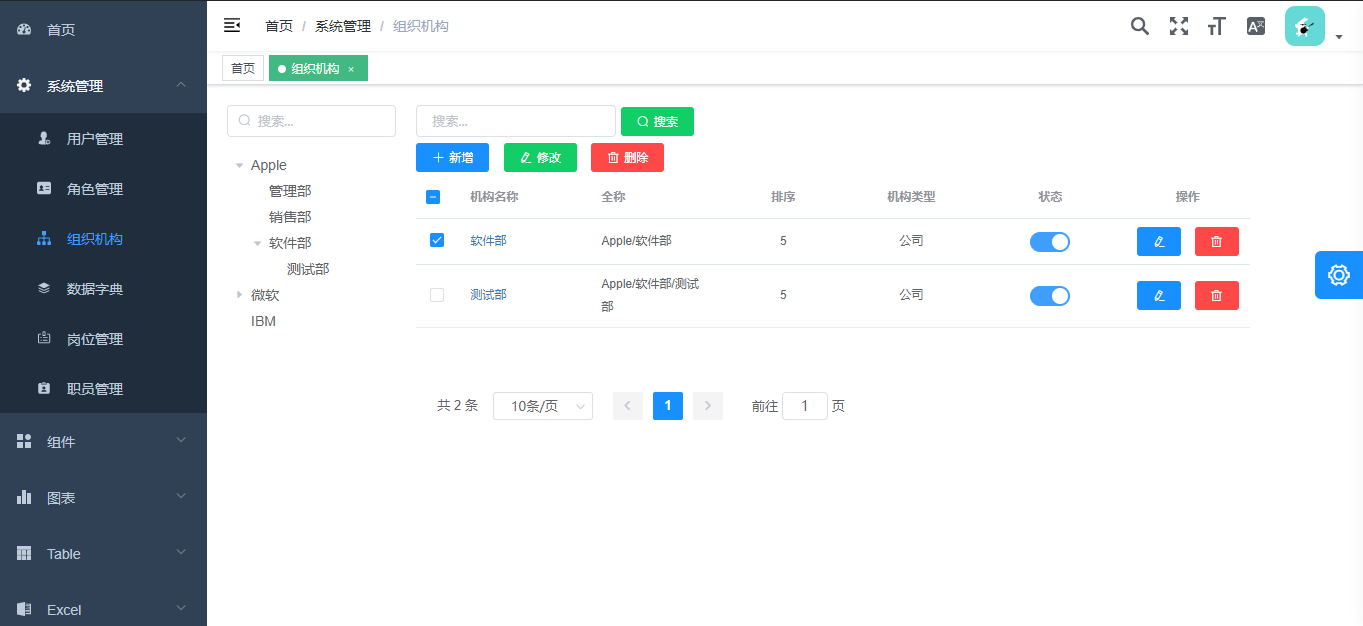 首页
系统管理
用户管理
角色管理
组织机构
数据字典
岗位管理
职员管理
组件
图表
Table
Excel
首页 / 系统管理 / 组织机构
首页
组织机构 ×
搜索...
Apple
管理部
销售部
软件部
测试部
微软
IBM
搜索... 搜索
新增 修改 删除
机构名称 全称 排序 机构类型 状态 操作
软件部 Apple/软件部 5 公司
测试部 Apple/软件部/测试部 5 公司
共 2 条 10条/页 1 前往 1 页